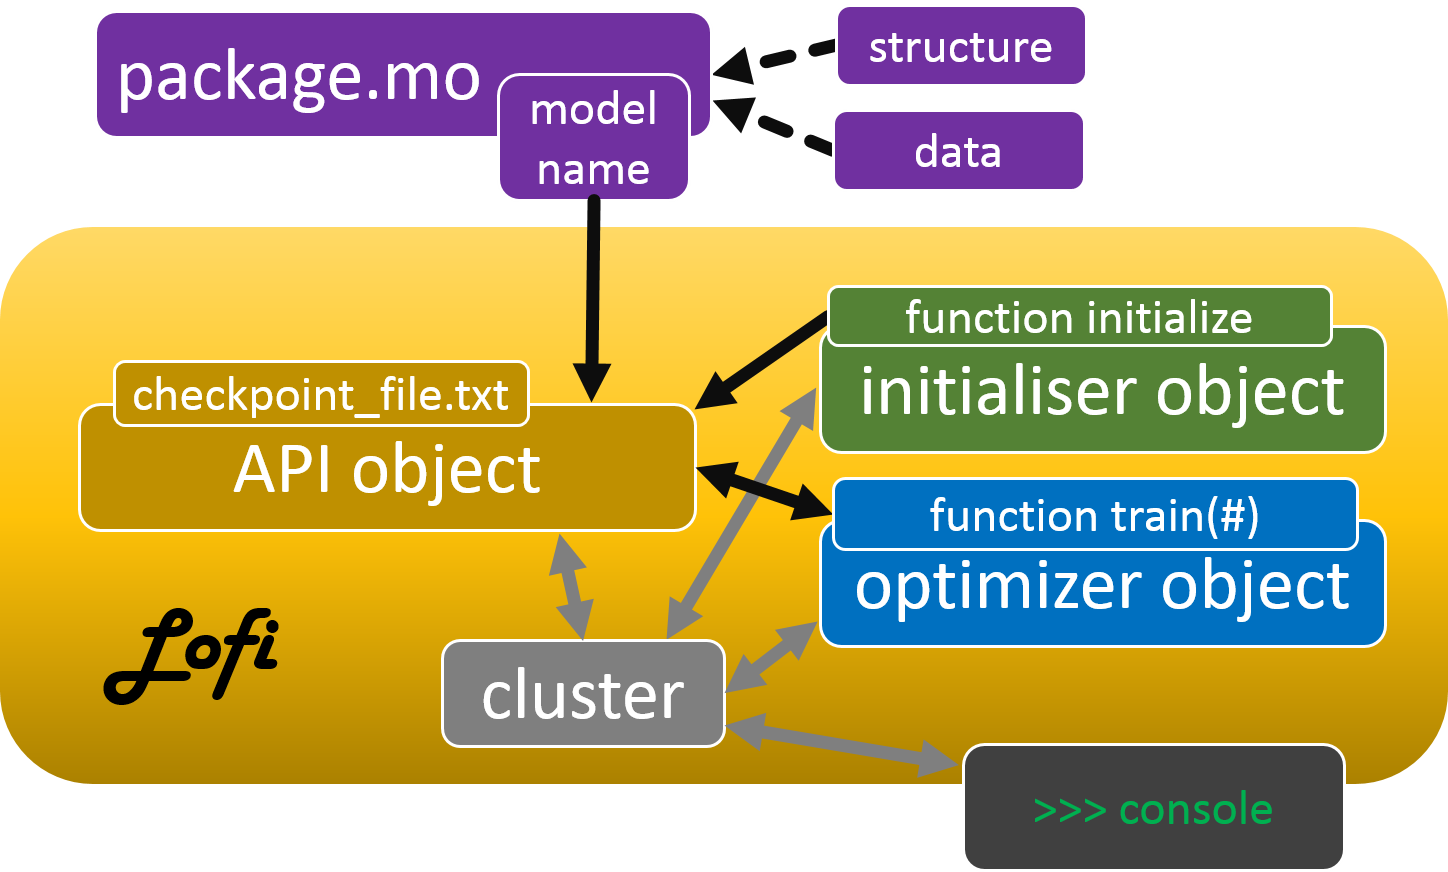 package.mo
model
name
structure
data
function initialize
initialiser object
checkpoint_file.txt
API object
function train(#)
optimizer object
Lofi
cluster
>>> console